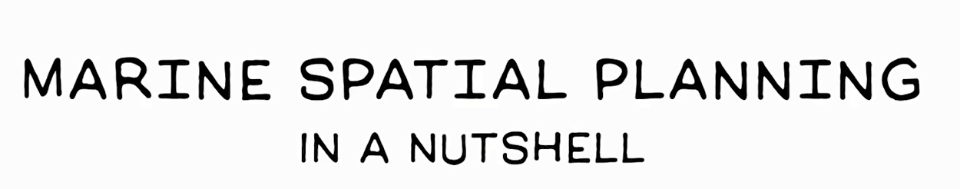 MARINE SPATIAL PLANNING
IN A NUTSHELL